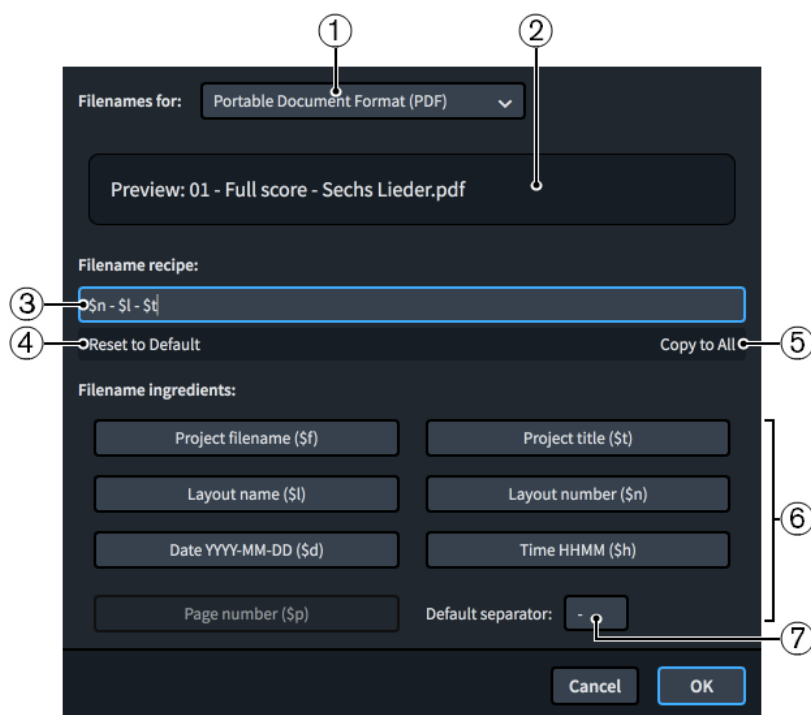 ① ②
Filenames for: Portable Document Format (PDF)
Preview: 01 - Full score - Sechs Lieder.pdf
Filename recipe:
③ $n - $l - $t
④ Reset to Default Copy to All ⑤
Filename ingredients:
Project filename ($f) Project title ($t)
Layout name ($l) Layout number ($n)
⑥
Date YYYY-MM-DD ($d) Time HHMM ($h)
Page number ($p) Default separator: -
⑦
Cancel OK